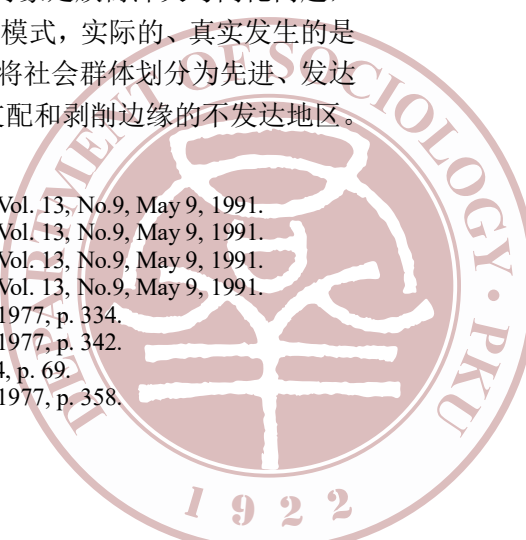 模式，实际的、真实发生的是
将社会群体划分为先进、发达
支配和剥削边缘的不发达地区。
Vol. 13, No.9, May 9, 1991.
Vol. 13, No.9, May 9, 1991.
Vol. 13, No.9, May 9, 1991.
Vol. 13, No.9, May 9, 1991.
1977, p. 334.
1977, p. 342.
4, p. 69.
1977, p. 358.
DEPARTMENT OF SOCIOLOGY · PKU
1922